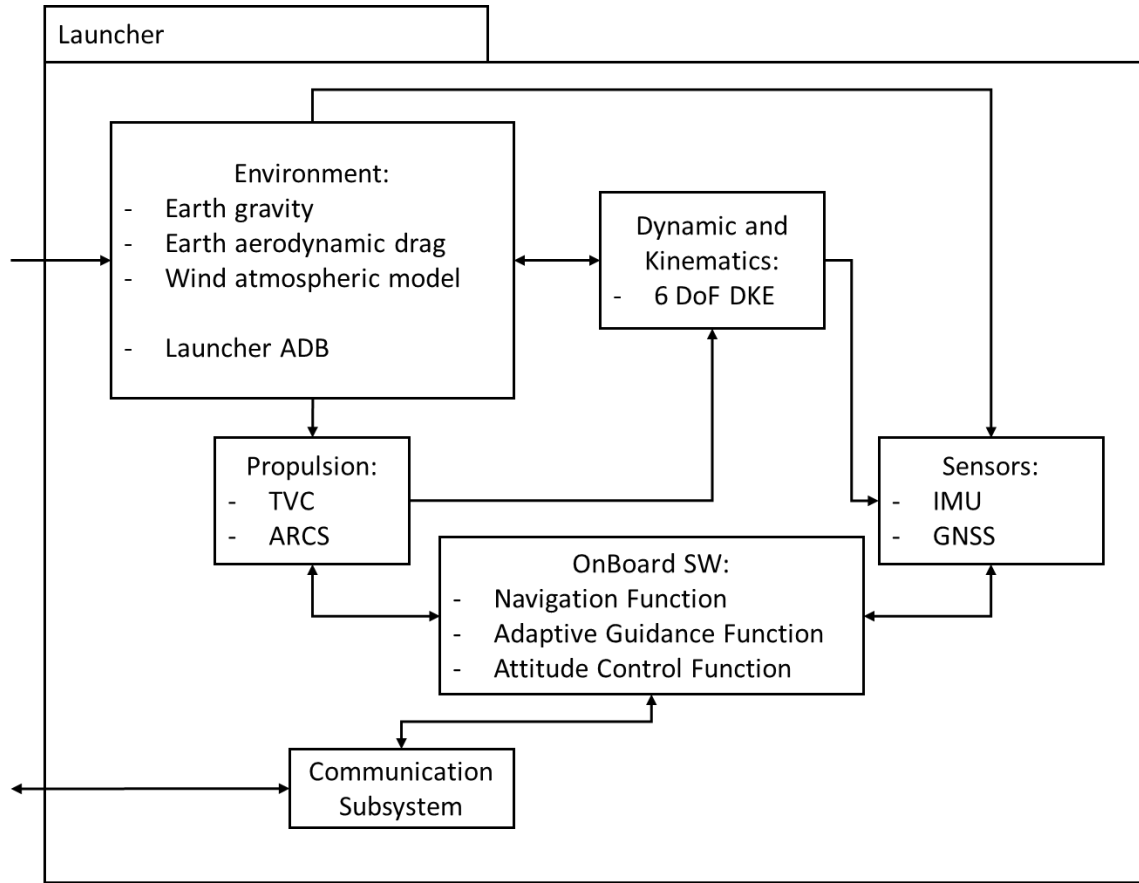 Launcher
Environment:
- Earth gravity
- Earth aerodynamic drag
- Wind atmospheric model
- Launcher ADB
Dynamic and
Kinematics:
- 6 DoF DKE
Propulsion:
- TVC
- ARCS
Sensors:
- IMU
- GNSS
OnBoard SW:
- Navigation Function
- Adaptive Guidance Function
- Attitude Control Function
Communication
Subsystem